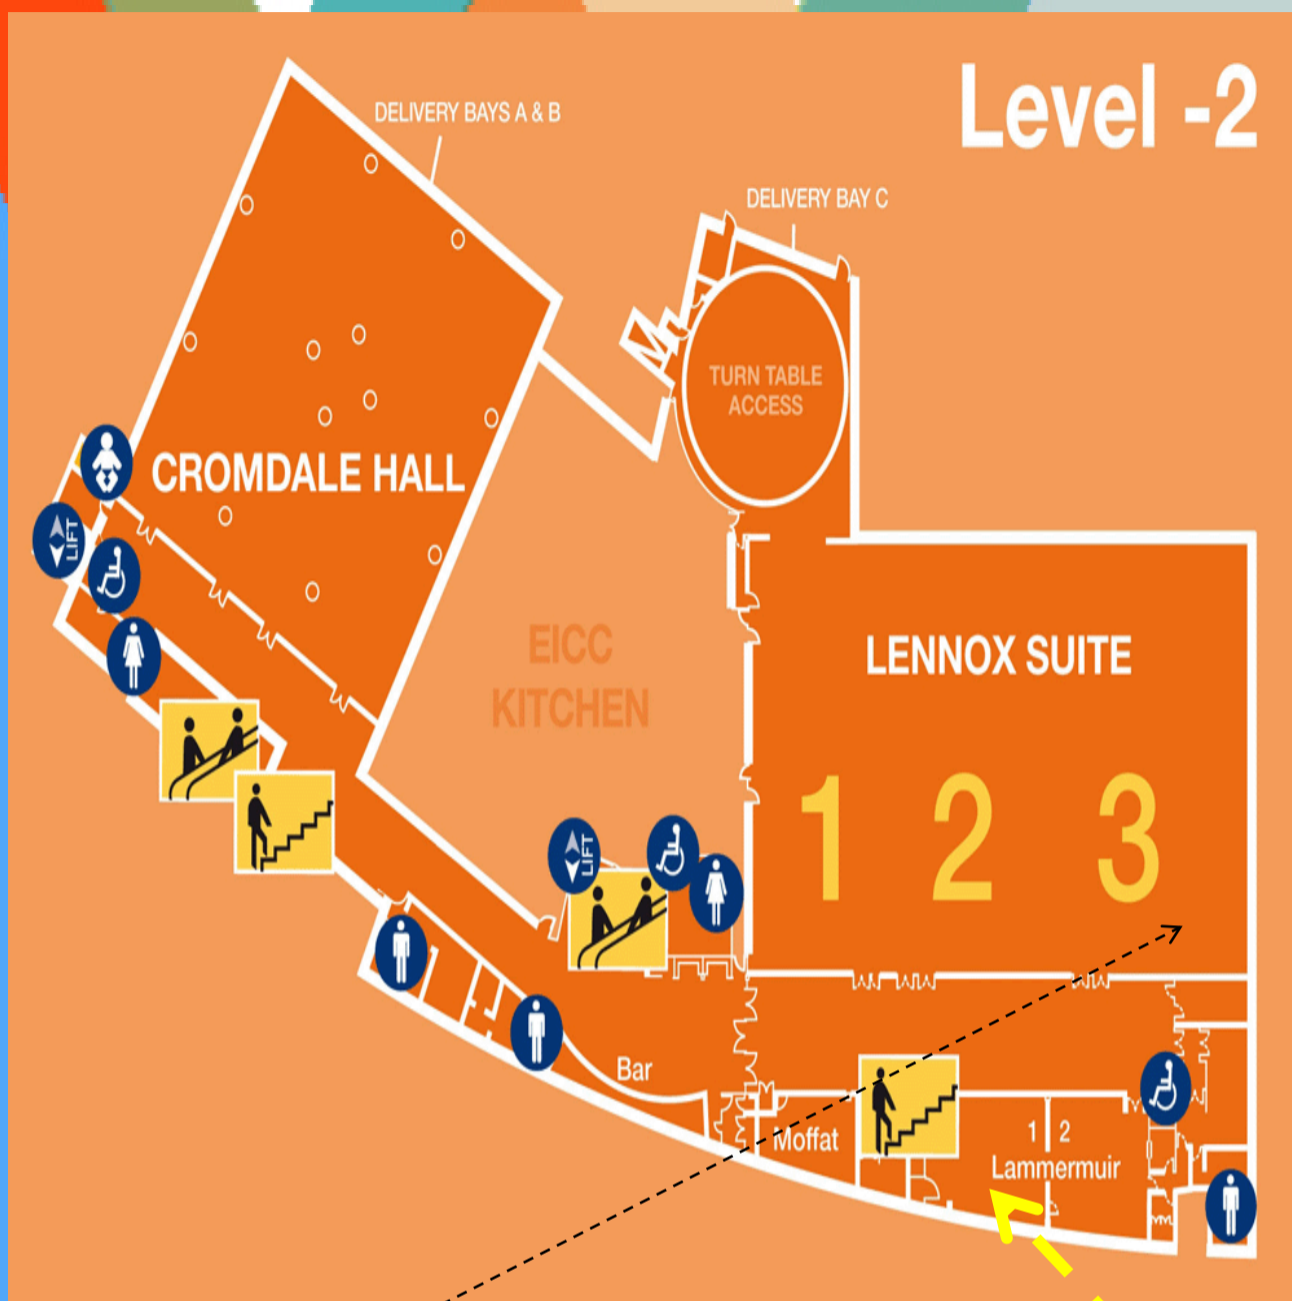 Level -2
DELIVERY BAYS A & B
DELIVERY BAY C
TURN TABLE
ACCESS
CROMDALE HALL
LIFT
EICC
KITCHEN
LENNOX SUITE
1 2 3
LIFT
Bar
Moffat
1 2
Lammermuir